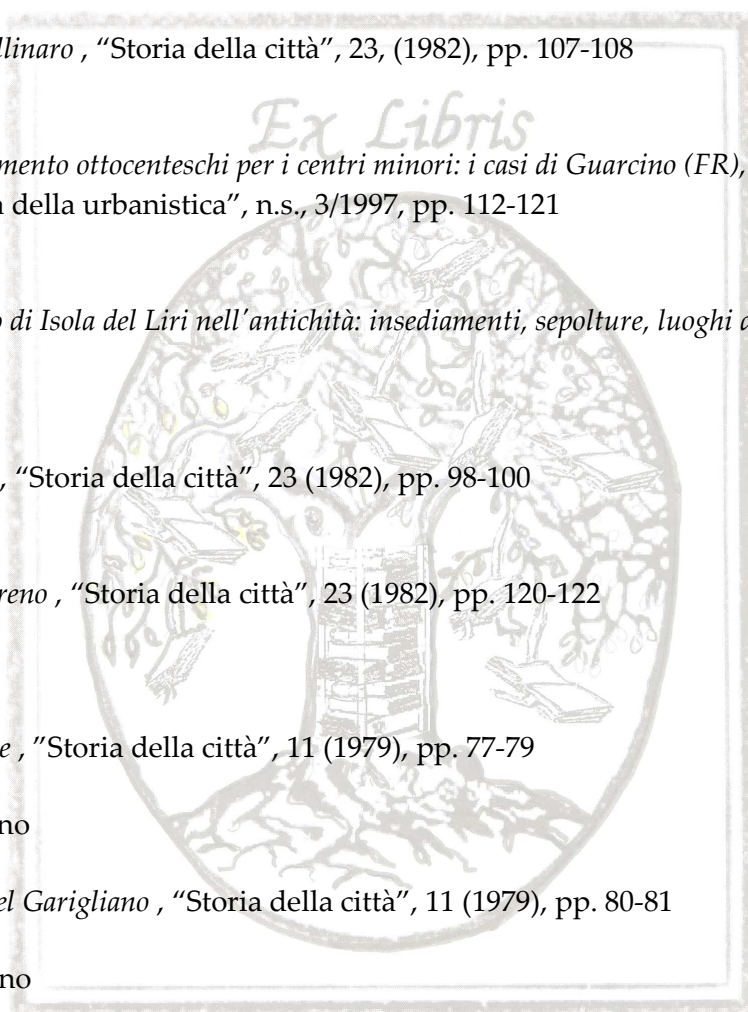 llinaro , “Storia della città”, 23, (1982), pp. 107-108
Ex Libris
mento ottocenteschi per i centri minori: i casi di Guarcino (FR),
della urbanistica”, n.s., 3/1997, pp. 112-121
di Isola del Liri nell’antichità: insediamenti, sepolture, luoghi
, “Storia della città”, 23 (1982), pp. 98-100
reno , “Storia della città”, 23 (1982), pp. 120-122
e , ”Storia della città”, 11 (1979), pp. 77-79
no
el Garigliano , “Storia della città”, 11 (1979), pp. 80-81
no